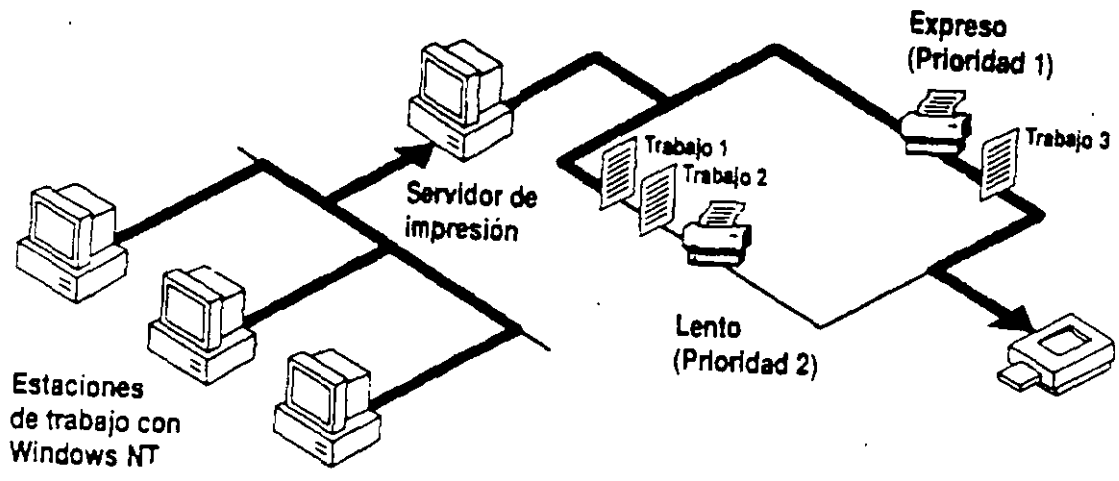 Expreso
(Prioridad 1)
Trabajo 1
Trabajo 2
Trabajo 3
Servidor de
impresión
Lento
(Prioridad 2)
Estaciones
de trabajo con
Windows NT